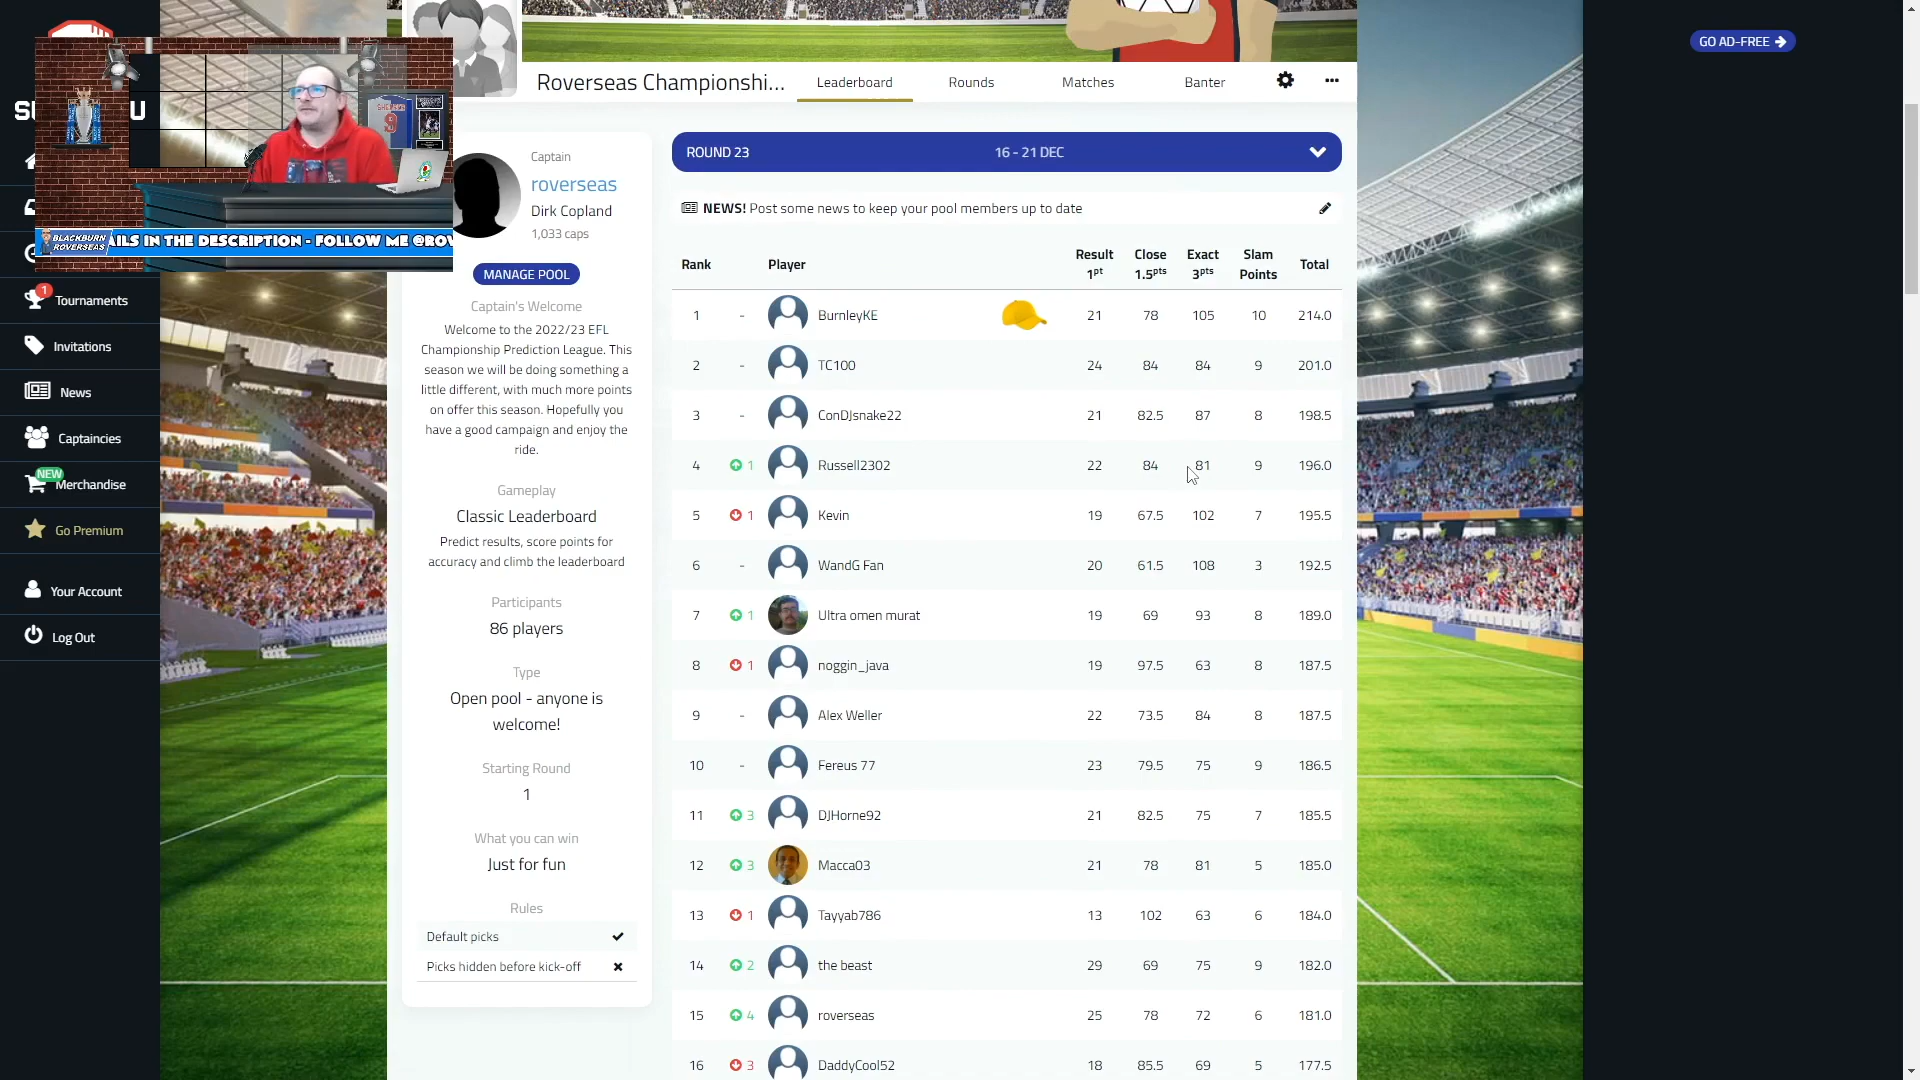 GO AD-FREE
Roverseas Championshi...
Leaderboard
Rounds
Matches
Banter
SU
U
BLACKBURN ROVERSEAS
AILS IN THE DESCRIPTION - FOLLOW ME @ROV
1
Tournaments
Invitations
News
Captaincies
NEW
Merchandise
Go Premium
Your Account
Log Out
Captain
roverseas
Dirk Copland
1,033 caps
MANAGE POOL
Captain's Welcome
Welcome to the 2022/23 EFL
Championship Prediction League. This
season we will be doing something a
little different, with much more points
on offer this season. Hopefully you
have a good campaign and enjoy the
ride.
Gameplay
Classic Leaderboard
Predict results, score points for
accuracy and climb the leaderboard
Participants
86 players
Type
Open pool - anyone is
welcome!
Starting Round
1
What you can win
Just for fun
Rules
Default picks
Picks hidden before kick-off
ROUND 23 16 - 21 DEC
NEWS! Post some news to keep your pool members up to date
Rank Player Result 1pt Close 1.5pts Exact 3pts Slam Points Total
1 - BurnleyKE 21 78 105 10 214.0
2 - TC100 24 84 84 9 201.0
3 - ConDJsnake22 21 82.5 87 8 198.5
4 1 Russell2302 22 84 81 9 196.0
5 1 Kevin 19 67.5 102 7 195.5
6 - WandG Fan 20 61.5 108 3 192.5
7 1 Ultra omen murat 19 69 93 8 189.0
8 1 noggin_java 19 97.5 63 8 187.5
9 - Alex Weller 22 73.5 84 8 187.5
10 - Fereus 77 23 79.5 75 9 186.5
11 3 DJHorne92 21 82.5 75 7 185.5
12 3 Macca03 21 78 81 5 185.0
13 1 Tayyab786 13 102 63 6 184.0
14 2 the beast 29 69 75 9 182.0
15 4 roverseas 25 78 72 6 181.0
16 3 DaddyCool52 18 85.5 69 5 177.5